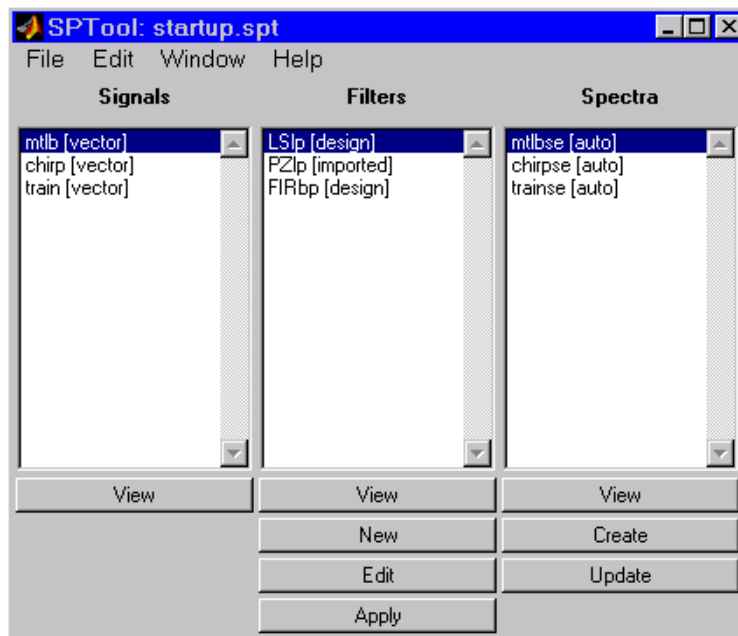 SPTool: startup.spt
File Edit Window Help
Signals
mtlb [vector]
chirp [vector]
train [vector]
View
Filters
LSlp [design]
PZlp [imported]
FIRbp [design]
View
New
Edit
Apply
Spectra
mtlbse [auto]
chirpse [auto]
trainse [auto]
View
Create
Update